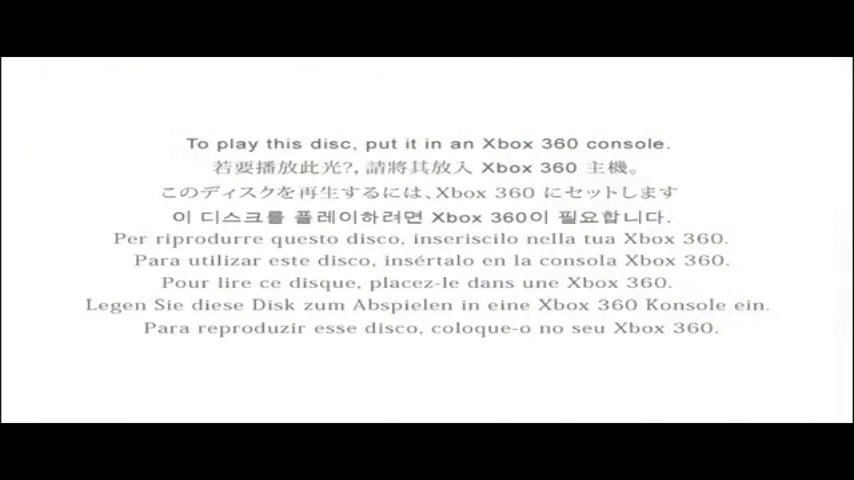 To play this disc, put it in an Xbox 360 console.
若要播放此光?, 請將其放入 Xbox 360 主機。
このディスクを再生するには、Xbox 360 にセットします
이 디스크를 플레이하려면 Xbox 360이 필요합니다.
Per riprodurre questo disco, inseriscilo nella tua Xbox 360.
Para utilizar este disco, insértalo en la consola Xbox 360.
Pour lire ce disque, placez-le dans une Xbox 360.
Legen Sie diese Disk zum Abspielen in eine Xbox 360 Konsole ein.
Para reproduzir esse disco, coloque-o no seu Xbox 360.